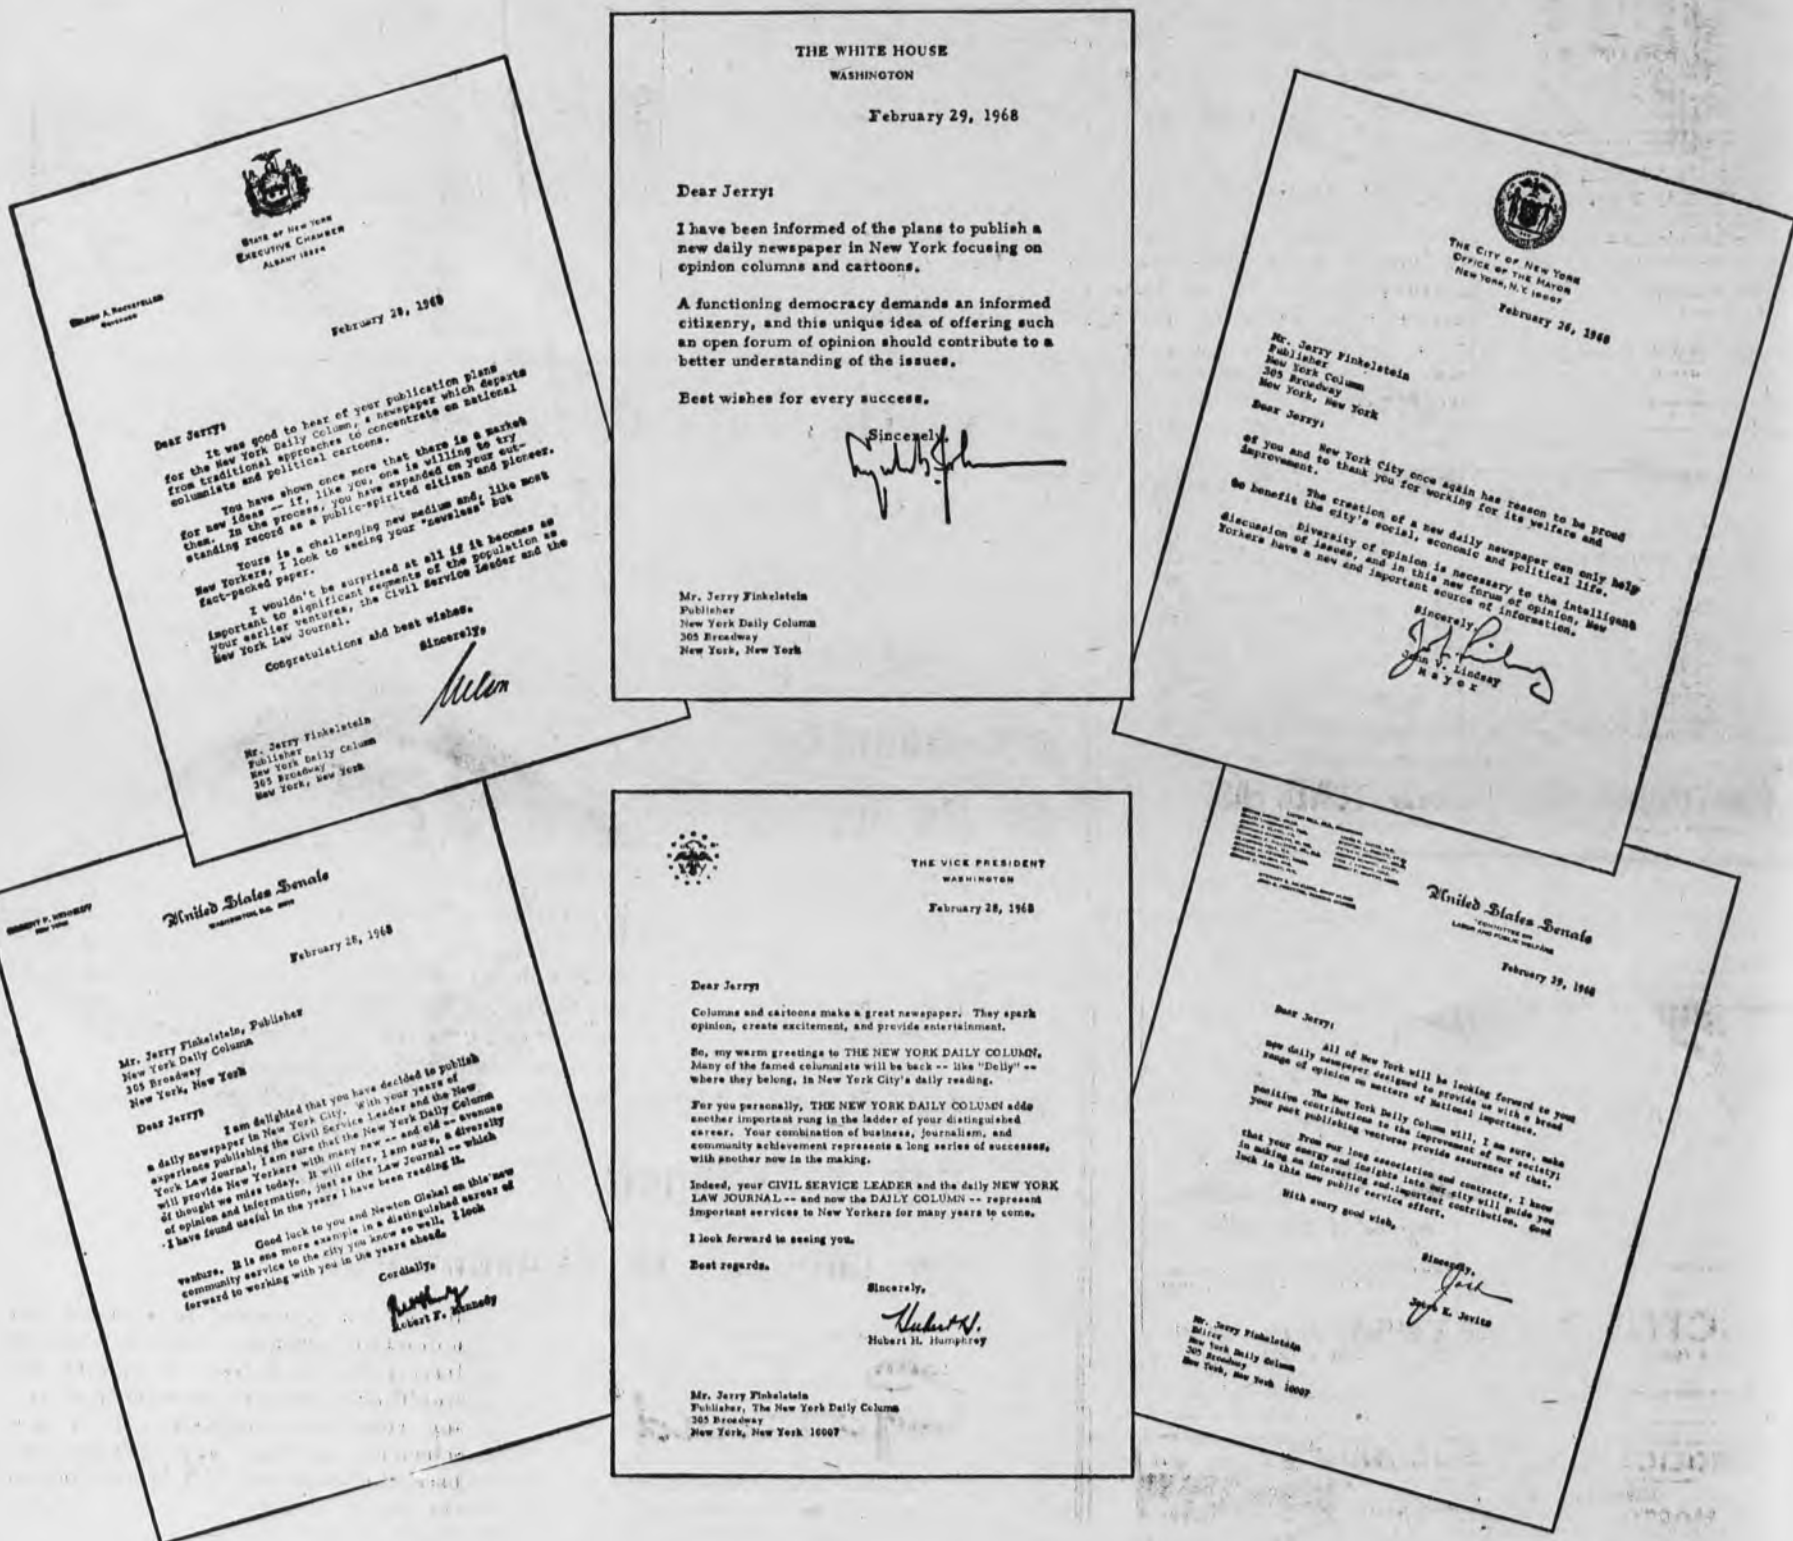 STATE OF NEW YORK
EXECUTIVE CHAMBER
ALBANY 12224
NELSON A. ROCKEFELLER
GOVERNOR
February 28, 1968
Dear Jerry:
It was good to hear of your publication plans
for the New York Daily Column, a newspaper which departs
from traditional approaches to concentrate on national
columnists and political cartoons.
You have shown once more that there is a market
for new ideas -- if, like you, one is willing to try
them. In the process, you have expanded on your out-
standing record as a public-spirited citizen and pioneer.
Yours is a challenging new medium and, like most
New Yorkers, I look to seeing your "newsless" but
fact-packed paper.
I wouldn't be surprised at all if it becomes as
important to significant segments of the population as
your earlier ventures, the Civil Service Leader and the
New York Law Journal.
Congratulations and best wishes.
Sincerely,
Nelson
Mr. Jerry Finkelstein
Publisher
New York Daily Column
305 Broadway
New York, New York
THE WHITE HOUSE
WASHINGTON
February 29, 1968
Dear Jerry:
I have been informed of the plans to publish a
new daily newspaper in New York focusing on
opinion columns and cartoons.
A functioning democracy demands an informed
citizenry, and this unique idea of offering such
an open forum of opinion should contribute to a
better understanding of the issues.
Best wishes for every success.
Sincerely,
Mr. Jerry Finkelstein
Publisher
New York Daily Column
305 Broadway
New York, New York
THE CITY OF NEW YORK
OFFICE OF THE MAYOR
NEW YORK, N.Y. 10007
February 26, 1968
Mr. Jerry Finkelstein
Publisher
New York Column
305 Broadway
New York, New York
Dear Jerry:
New York City once again has reason to be proud
of you and to thank you for working for its welfare and
improvement.
The creation of a new daily newspaper can only help
to benefit the city's social, economic and political life.
Diversity of opinion is necessary to the intelligent
discussion of issues, and in this new forum of opinion, New
Yorkers have a new and important source of information.
Sincerely,
John V. Lindsay
Mayor
ROBERT F. KENNEDY
NEW YORK
United States Senate
WASHINGTON, D.C.
February 28, 1968
Mr. Jerry Finkelstein, Publisher
New York Daily Column
305 Broadway
New York, New York
Dear Jerry:
I am delighted that you have decided to publish
a daily newspaper in New York City. With your years of
experience publishing the Civil Service Leader and the New
York Law Journal, I am sure that the New York Daily Column
will provide New Yorkers with many new -- and old -- avenues
of thought we miss today. It will offer, I am sure, a diversity
of opinion and information, just as the Law Journal -- which
I have found useful in the years I have been reading it.
Good luck to you and Newton Glekel on this new
venture. It is one more example in a distinguished career of
community service to the city you know so well. I look
forward to working with you in the years ahead.
Cordially,
Robert F. Kennedy
THE VICE PRESIDENT
WASHINGTON
February 28, 1968
Dear Jerry:
Columns and cartoons make a great newspaper. They spark
opinion, create excitement, and provide entertainment.
So, my warm greetings to THE NEW YORK DAILY COLUMN.
Many of the famed columnists will be back -- like "Dolly" --
where they belong, in New York City's daily reading.
For you personally, THE NEW YORK DAILY COLUMN adds
another important rung in the ladder of your distinguished
career. Your combination of business, journalism, and
community achievement represents a long series of successes,
with another now in the making.
Indeed, your CIVIL SERVICE LEADER and the daily NEW YORK
LAW JOURNAL -- and now the DAILY COLUMN -- represent
important services to New Yorkers for many years to come.
I look forward to seeing you.
Best regards.
Sincerely,
Hubert H.
Hubert H. Humphrey
Mr. Jerry Finkelstein
Publisher, The New York Daily Column
305 Broadway
New York, New York 10007
United States Senate
COMMITTEE ON
LABOR AND PUBLIC WELFARE
February 29, 1968
Dear Jerry:
All of New York will be looking forward to your
new daily newspaper designed to provide us with a broad
range of opinion on matters of National importance.
The New York Daily Column will, I am sure, make
positive contributions to the improvement of our society;
your past publishing ventures provide assurance of that.
From our long association and contracts, I know
that your energy and insights into our city will guide you
in making an interesting and important contribution. Good
luck in this new public service effort.
With every good wish,
Sincerely,
Jack
Jacob K. Javits
Mr. Jerry Finkelstein
Editor
New York Daily Column
305 Broadway
New York, New York 10007